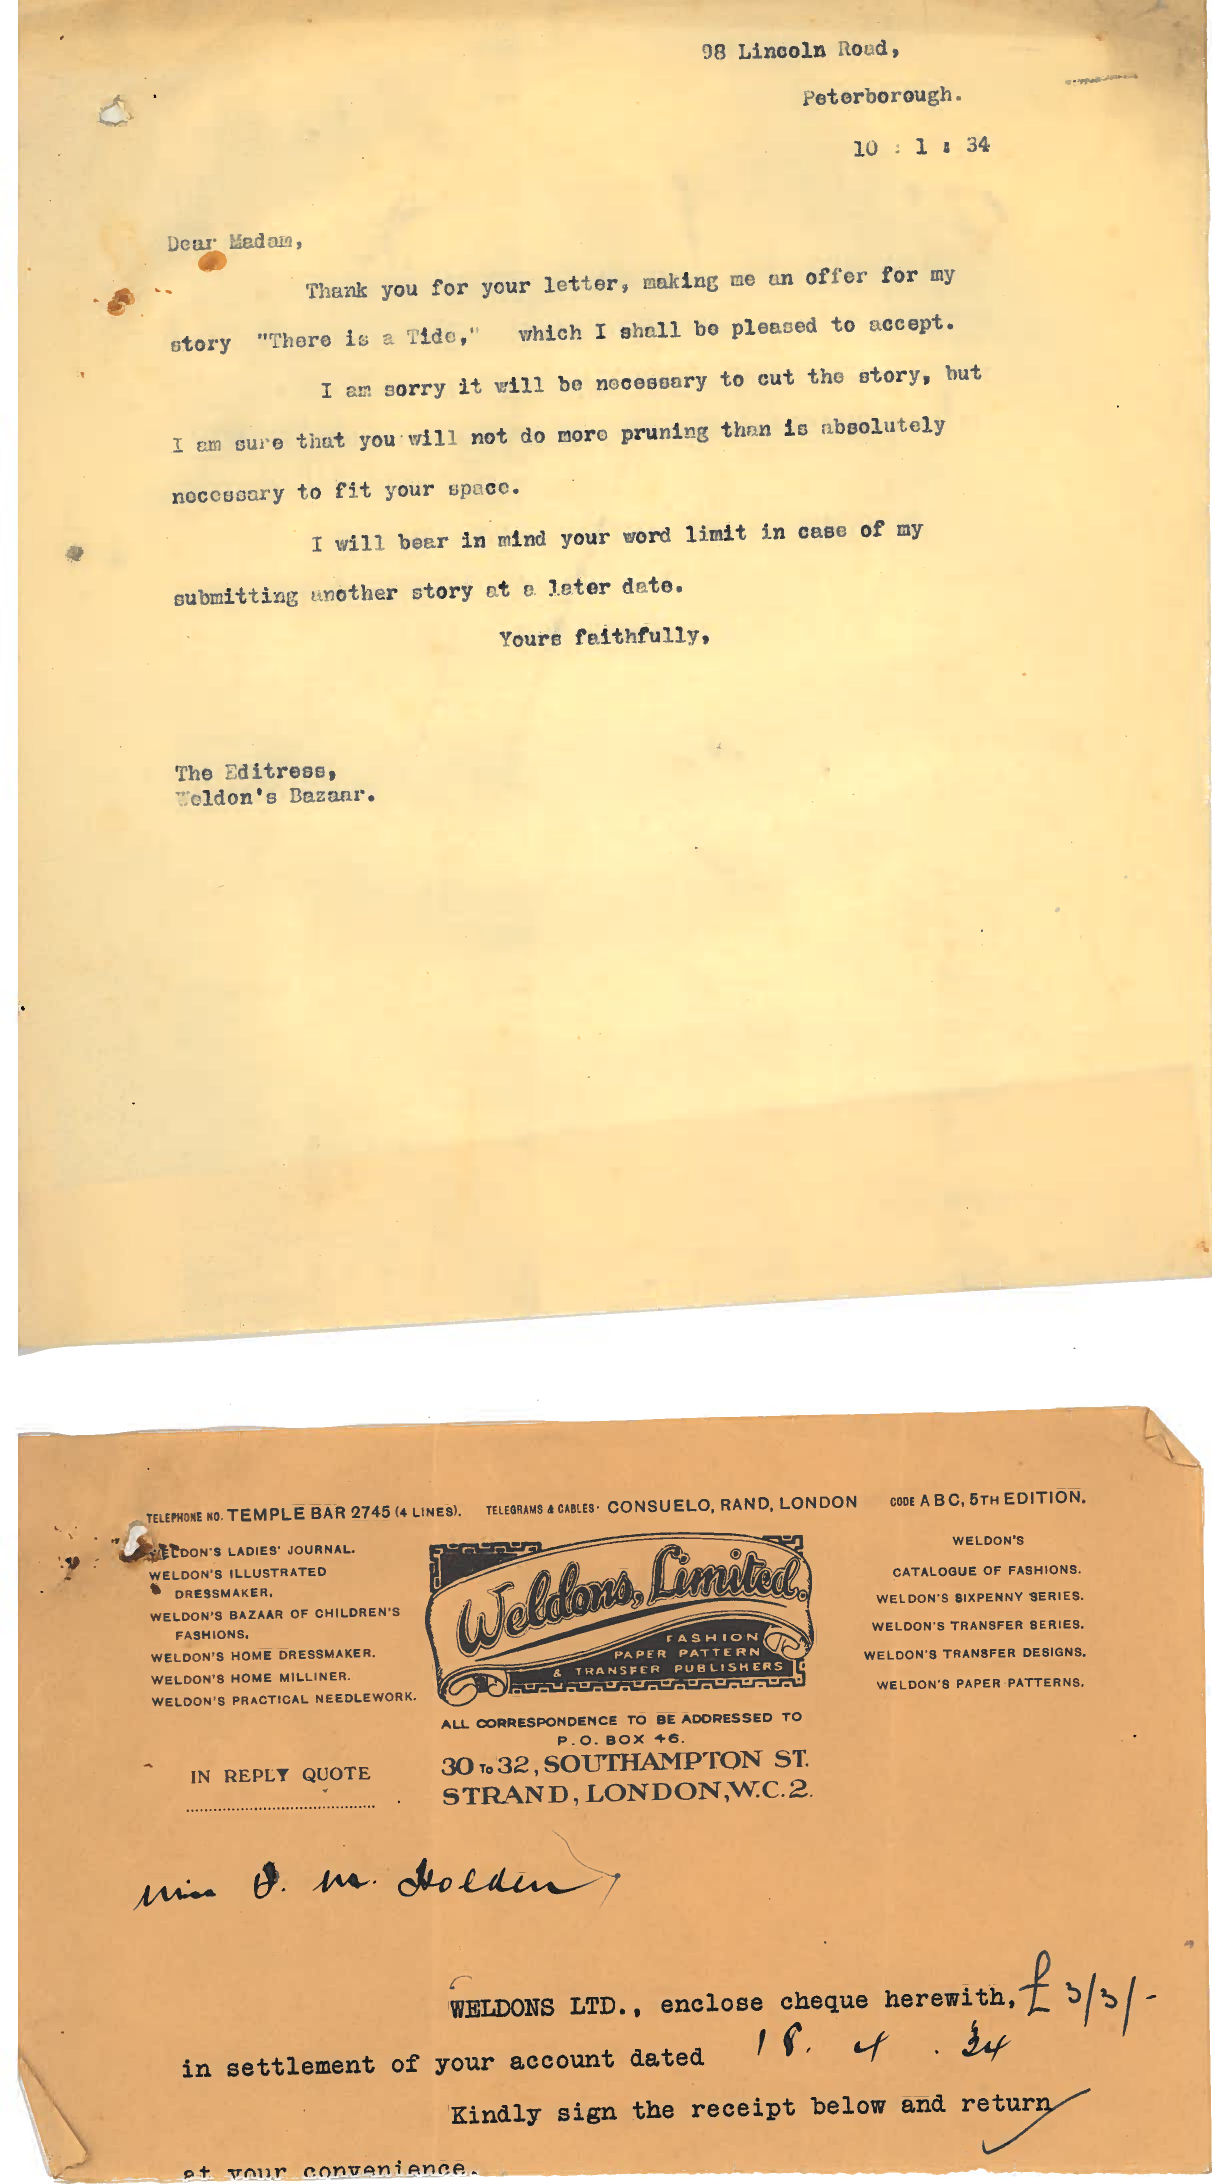 98 Lincoln Road,
Peterborough.
10 : 1 : 34
Dear Madam,
Thank you for your letter, making me an offer for my
story "There is a Tide," which I shall be pleased to accept.
I am sorry it will be necessary to cut the story, but
I am sure that you will not do more pruning than is absolutely
necessary to fit your space.
I will bear in mind your word limit in case of my
submitting another story at a later date.
Yours faithfully,
The Editress,
Weldon's Bazaar.
TELEPHONE NO. TEMPLE BAR 2745 (4 LINES). TELEGRAMS & CABLES· CONSUELO, RAND, LONDON CODE A B C, 5TH EDITION.
WELDON'S LADIES' JOURNAL.
WELDON'S ILLUSTRATED
DRESSMAKER,
WELDON'S BAZAAR OF CHILDREN'S
FASHIONS,
WELDON'S HOME DRESSMAKER.
WELDON'S HOME MILLINER.
WELDON'S PRACTICAL NEEDLEWORK.
Weldons, Limited.
FASHION
PAPER PATTERN
& TRANSFER PUBLISHERS
WELDON'S
CATALOGUE OF FASHIONS.
WELDON'S SIXPENNY SERIES.
WELDON'S TRANSFER SERIES.
WELDON'S TRANSFER DESIGNS.
WELDON'S PAPER PATTERNS.
ALL CORRESPONDENCE TO BE ADDRESSED TO
P.O. BOX 46.
30 To 32, SOUTHAMPTON ST.
STRAND, LONDON, W.C.2.
IN REPLY QUOTE
Miss I. M. Holden
WELDONS LTD., enclose cheque herewith, £3/3/-
in settlement of your account dated 18. 4 . 34
Kindly sign the receipt below and return
at your convenience.